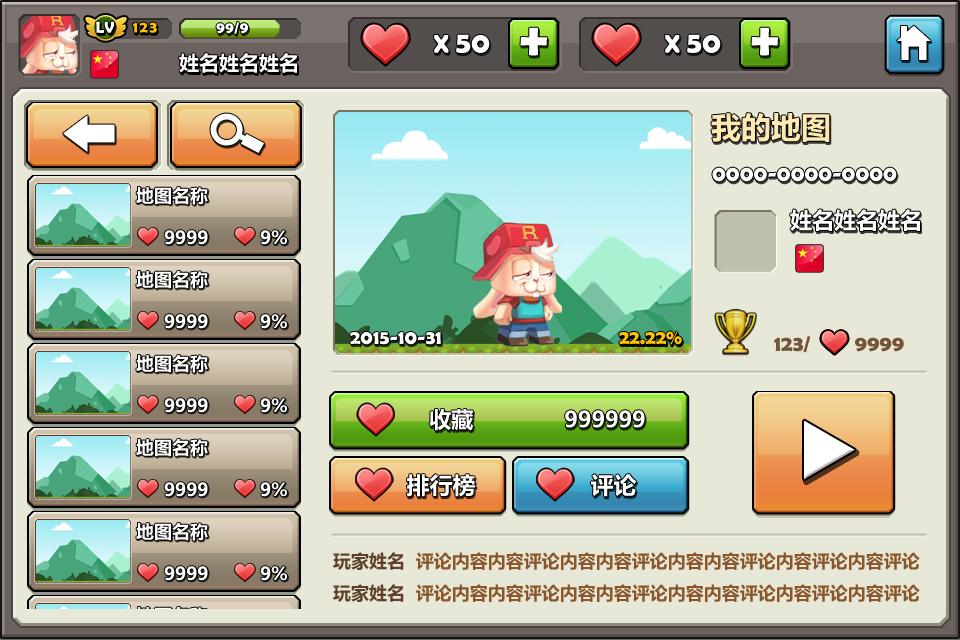 LV 123
99/9
姓名姓名姓名
X 50
X 50
地图名称
9999 9%
地图名称
9999 9%
地图名称
9999 9%
地图名称
9999 9%
地图名称
9999 9%
地图名称
R
2015-10-31
22.22%
我的地图
0000-0000-0000
姓名姓名姓名
123/ 9999
收藏 999999
排行榜
评论
玩家姓名 评论内容内容评论内容内容评论内容内容评论内容评论内容评论
玩家姓名 评论内容内容评论内容内容评论内容内容评论内容评论内容评论